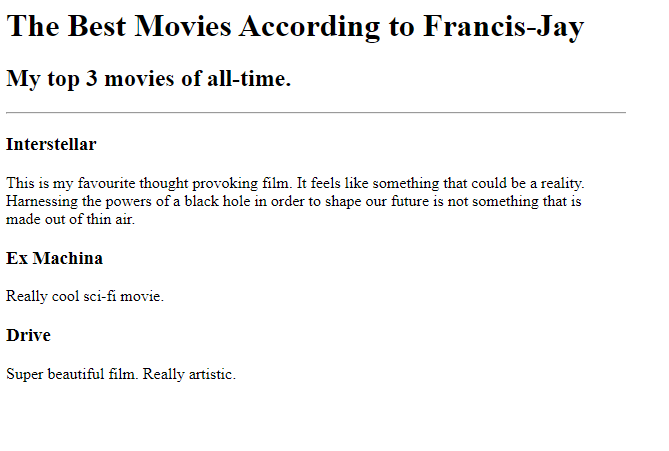 The Best Movies According to Francis-Jay
My top 3 movies of all-time.
Interstellar
This is my favourite thought provoking film. It feels like something that could be a reality.
Harnessing the powers of a black hole in order to shape our future is not something that is
made out of thin air.
Ex Machina
Really cool sci-fi movie.
Drive
Super beautiful film. Really artistic.